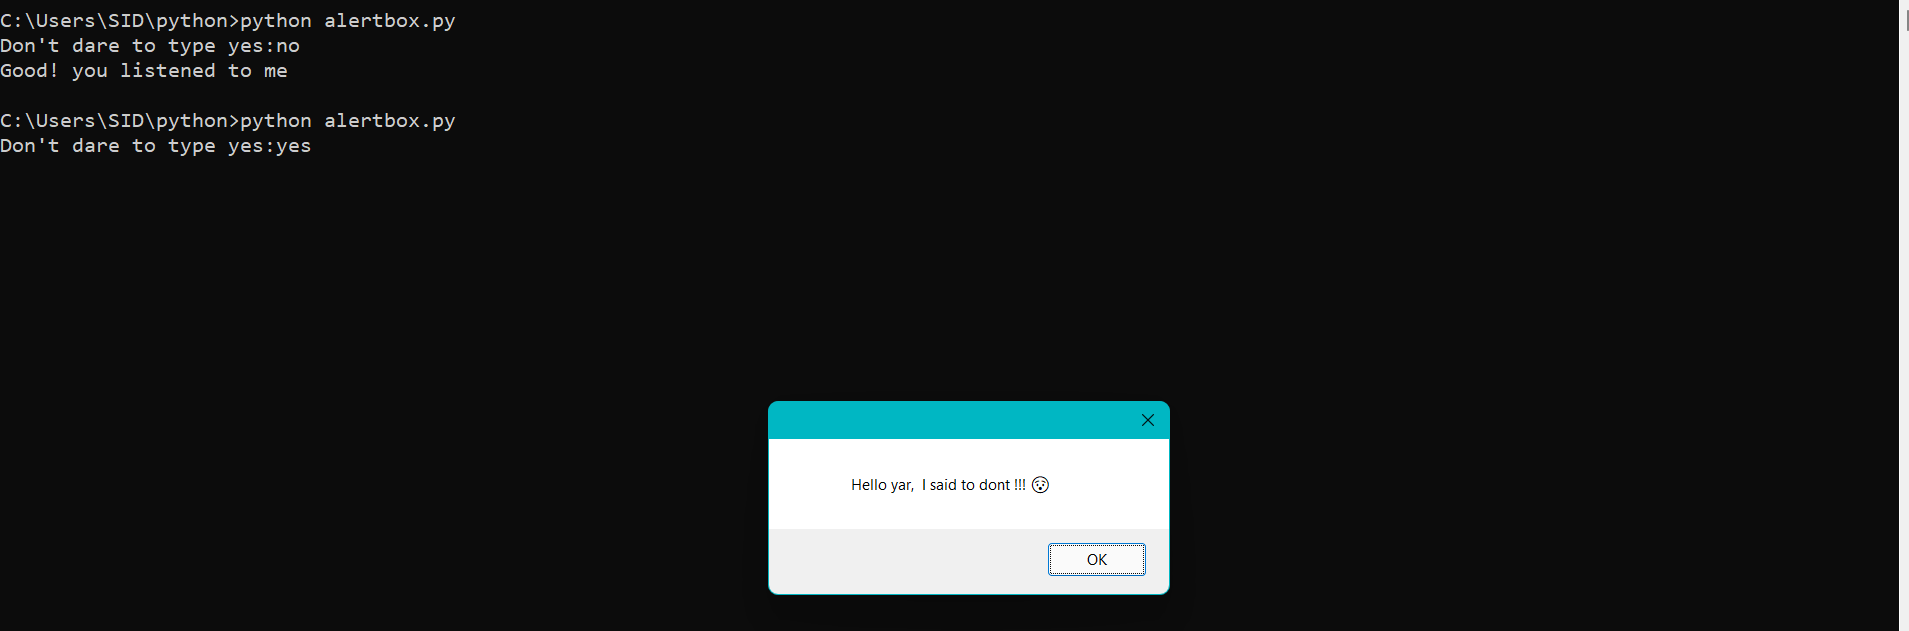 C:\Users\SID\python>python alertbox.py
Don't dare to type yes:no
Good! you listened to me
C:\Users\SID\python>python alertbox.py
Don't dare to type yes:yes
Hello yar,  I said to dont !!! 😯
OK